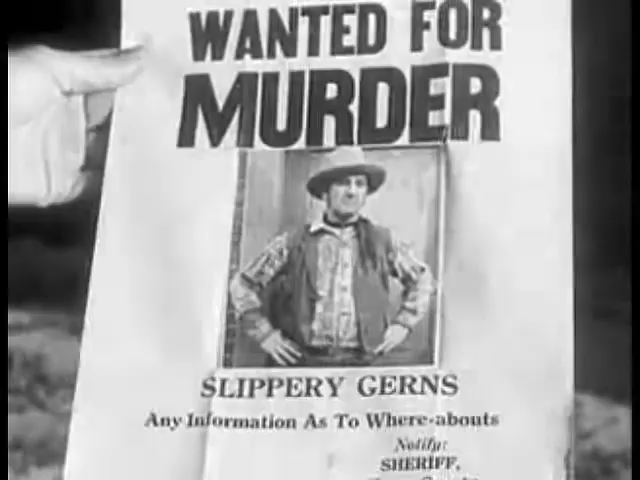 WANTED FOR
MURDER
SLIPPERY GERNS
Any Information As To Where-abouts
Notify:
SHERIFF,